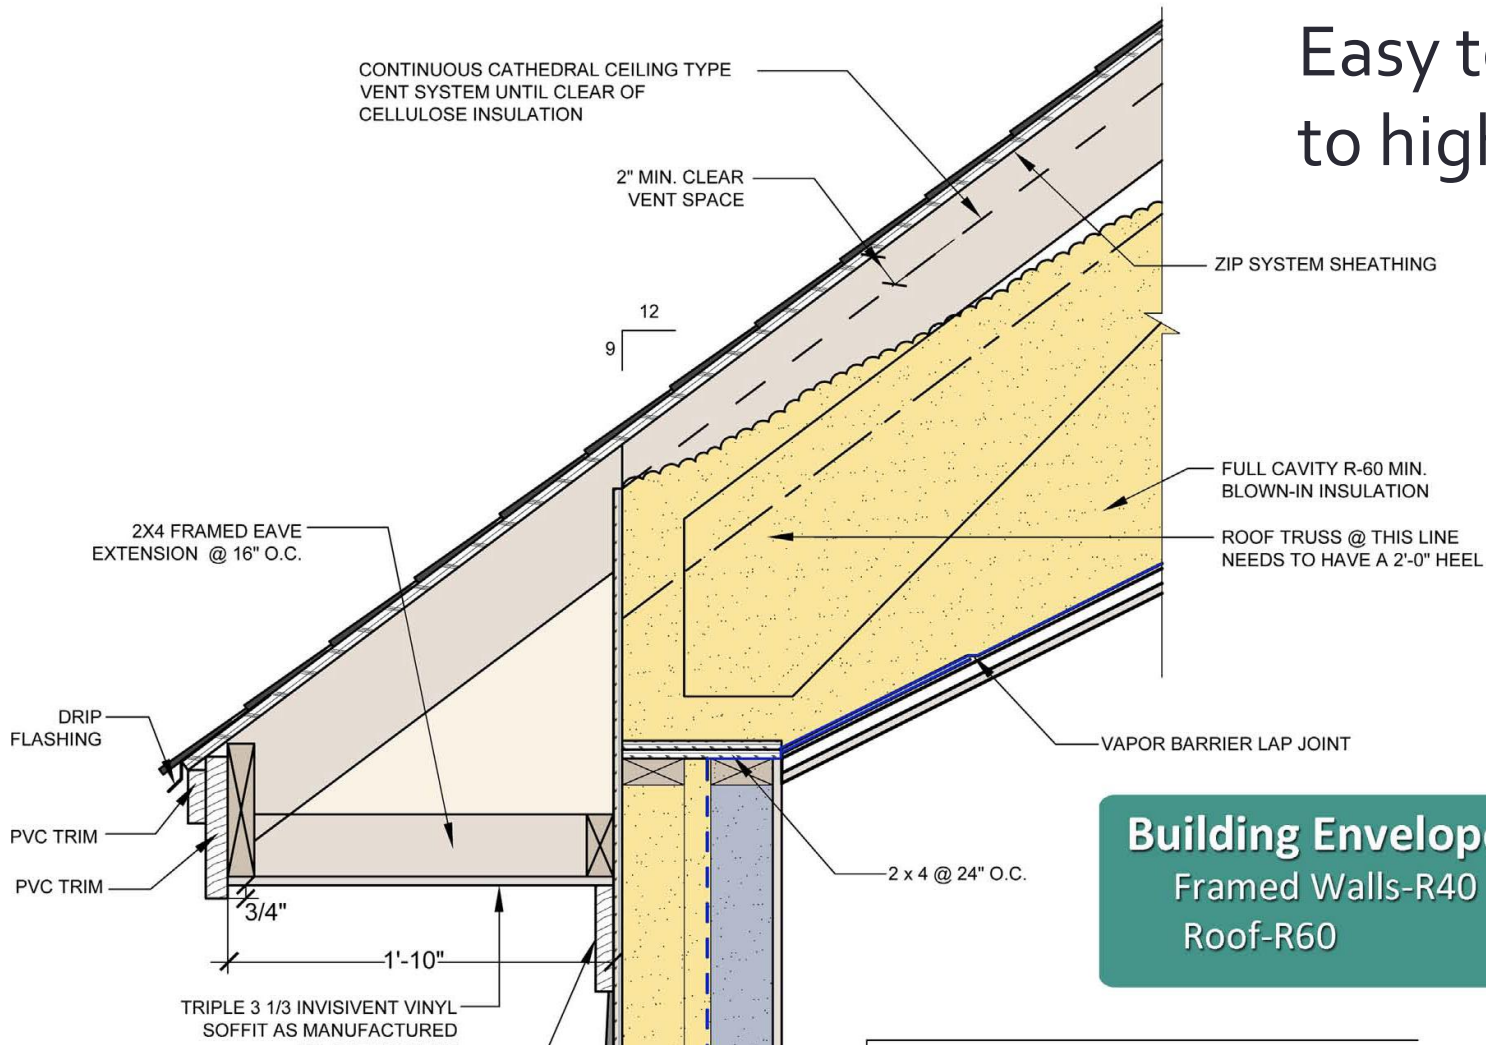 Easy to
to high
CONTINUOUS CATHEDRAL CEILING TYPE
VENT SYSTEM UNTIL CLEAR OF
CELLULOSE INSULATION
2" MIN. CLEAR
VENT SPACE
ZIP SYSTEM SHEATHING
12
9
FULL CAVITY R-60 MIN.
BLOWN-IN INSULATION
2X4 FRAMED EAVE
EXTENSION @ 16" O.C.
ROOF TRUSS @ THIS LINE
NEEDS TO HAVE A 2'-0" HEEL
DRIP
FLASHING
VAPOR BARRIER LAP JOINT
PVC TRIM
PVC TRIM
2 x 4 @ 24" O.C.
Building Envelope
Framed Walls-R40
Roof-R60
3/4"
1'-10"
TRIPLE 3 1/3 INVISIVENT VINYL
SOFFIT AS MANUFACTURED